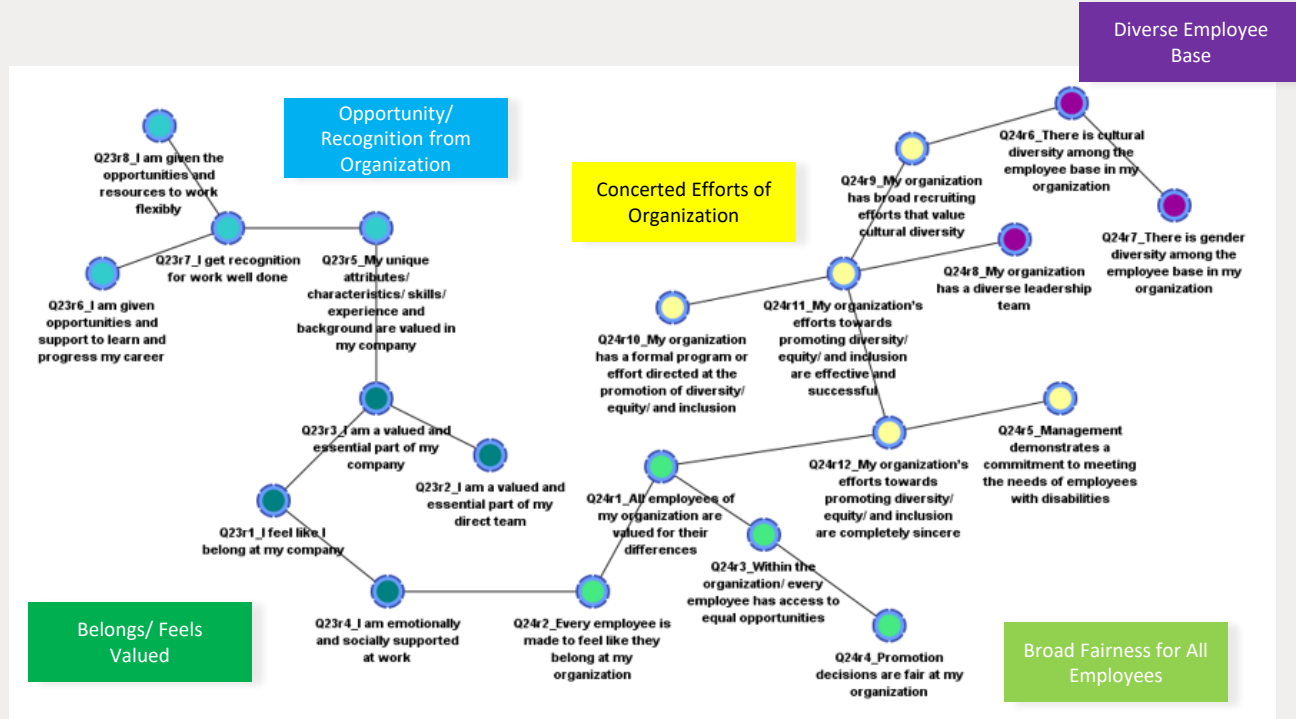 Diverse Employee
Base
Opportunity/
Recognition from
Organization
Concerted Efforts of
Organization
Q23r8_I am given the
opportunities and
resources to work
flexibly
Q23r7_I get recognition
for work well done
Q23r6_I am given
opportunities and
support to learn and
progress my career
Q23r5_My unique
attributes/
characteristics/ skills/
experience and
background are valued in
my company
Q24r6_There is cultural
diversity among the
employee base in my
organization
Q24r9_My organization
has broad recruiting
efforts that value
cultural diversity
Q24r7_There is gender
diversity among the
employee base in my
organization
Q24r8_My organization
has a diverse leadership
team
Q24r11_My organization's
efforts towards
promoting diversity/
equity/ and inclusion
are effective and
successful
Q24r10_My organization
has a formal program or
effort directed at the
promotion of diversity/
equity/ and inclusion
Q23r3_I am a valued and
essential part of my
company
Q23r2_I am a valued and
essential part of my
direct team
Q24r12_My organization's
efforts towards
promoting diversity/
equity/ and inclusion
are completely sincere
Q24r5_Management
demonstrates a
commitment to meeting
the needs of employees
with disabilities
Q24r1_All employees of
my organization are
valued for their
differences
Q23r1_I feel like I
belong at my company
Q24r3_Within the
organization/ every
employee has access to
equal opportunities
Q23r4_I am emotionally
and socially supported
at work
Q24r2_Every employee is
made to feel like they
belong at my
organization
Q24r4_Promotion
decisions are fair at my
organization
Belongs/ Feels
Valued
Broad Fairness for All
Employees